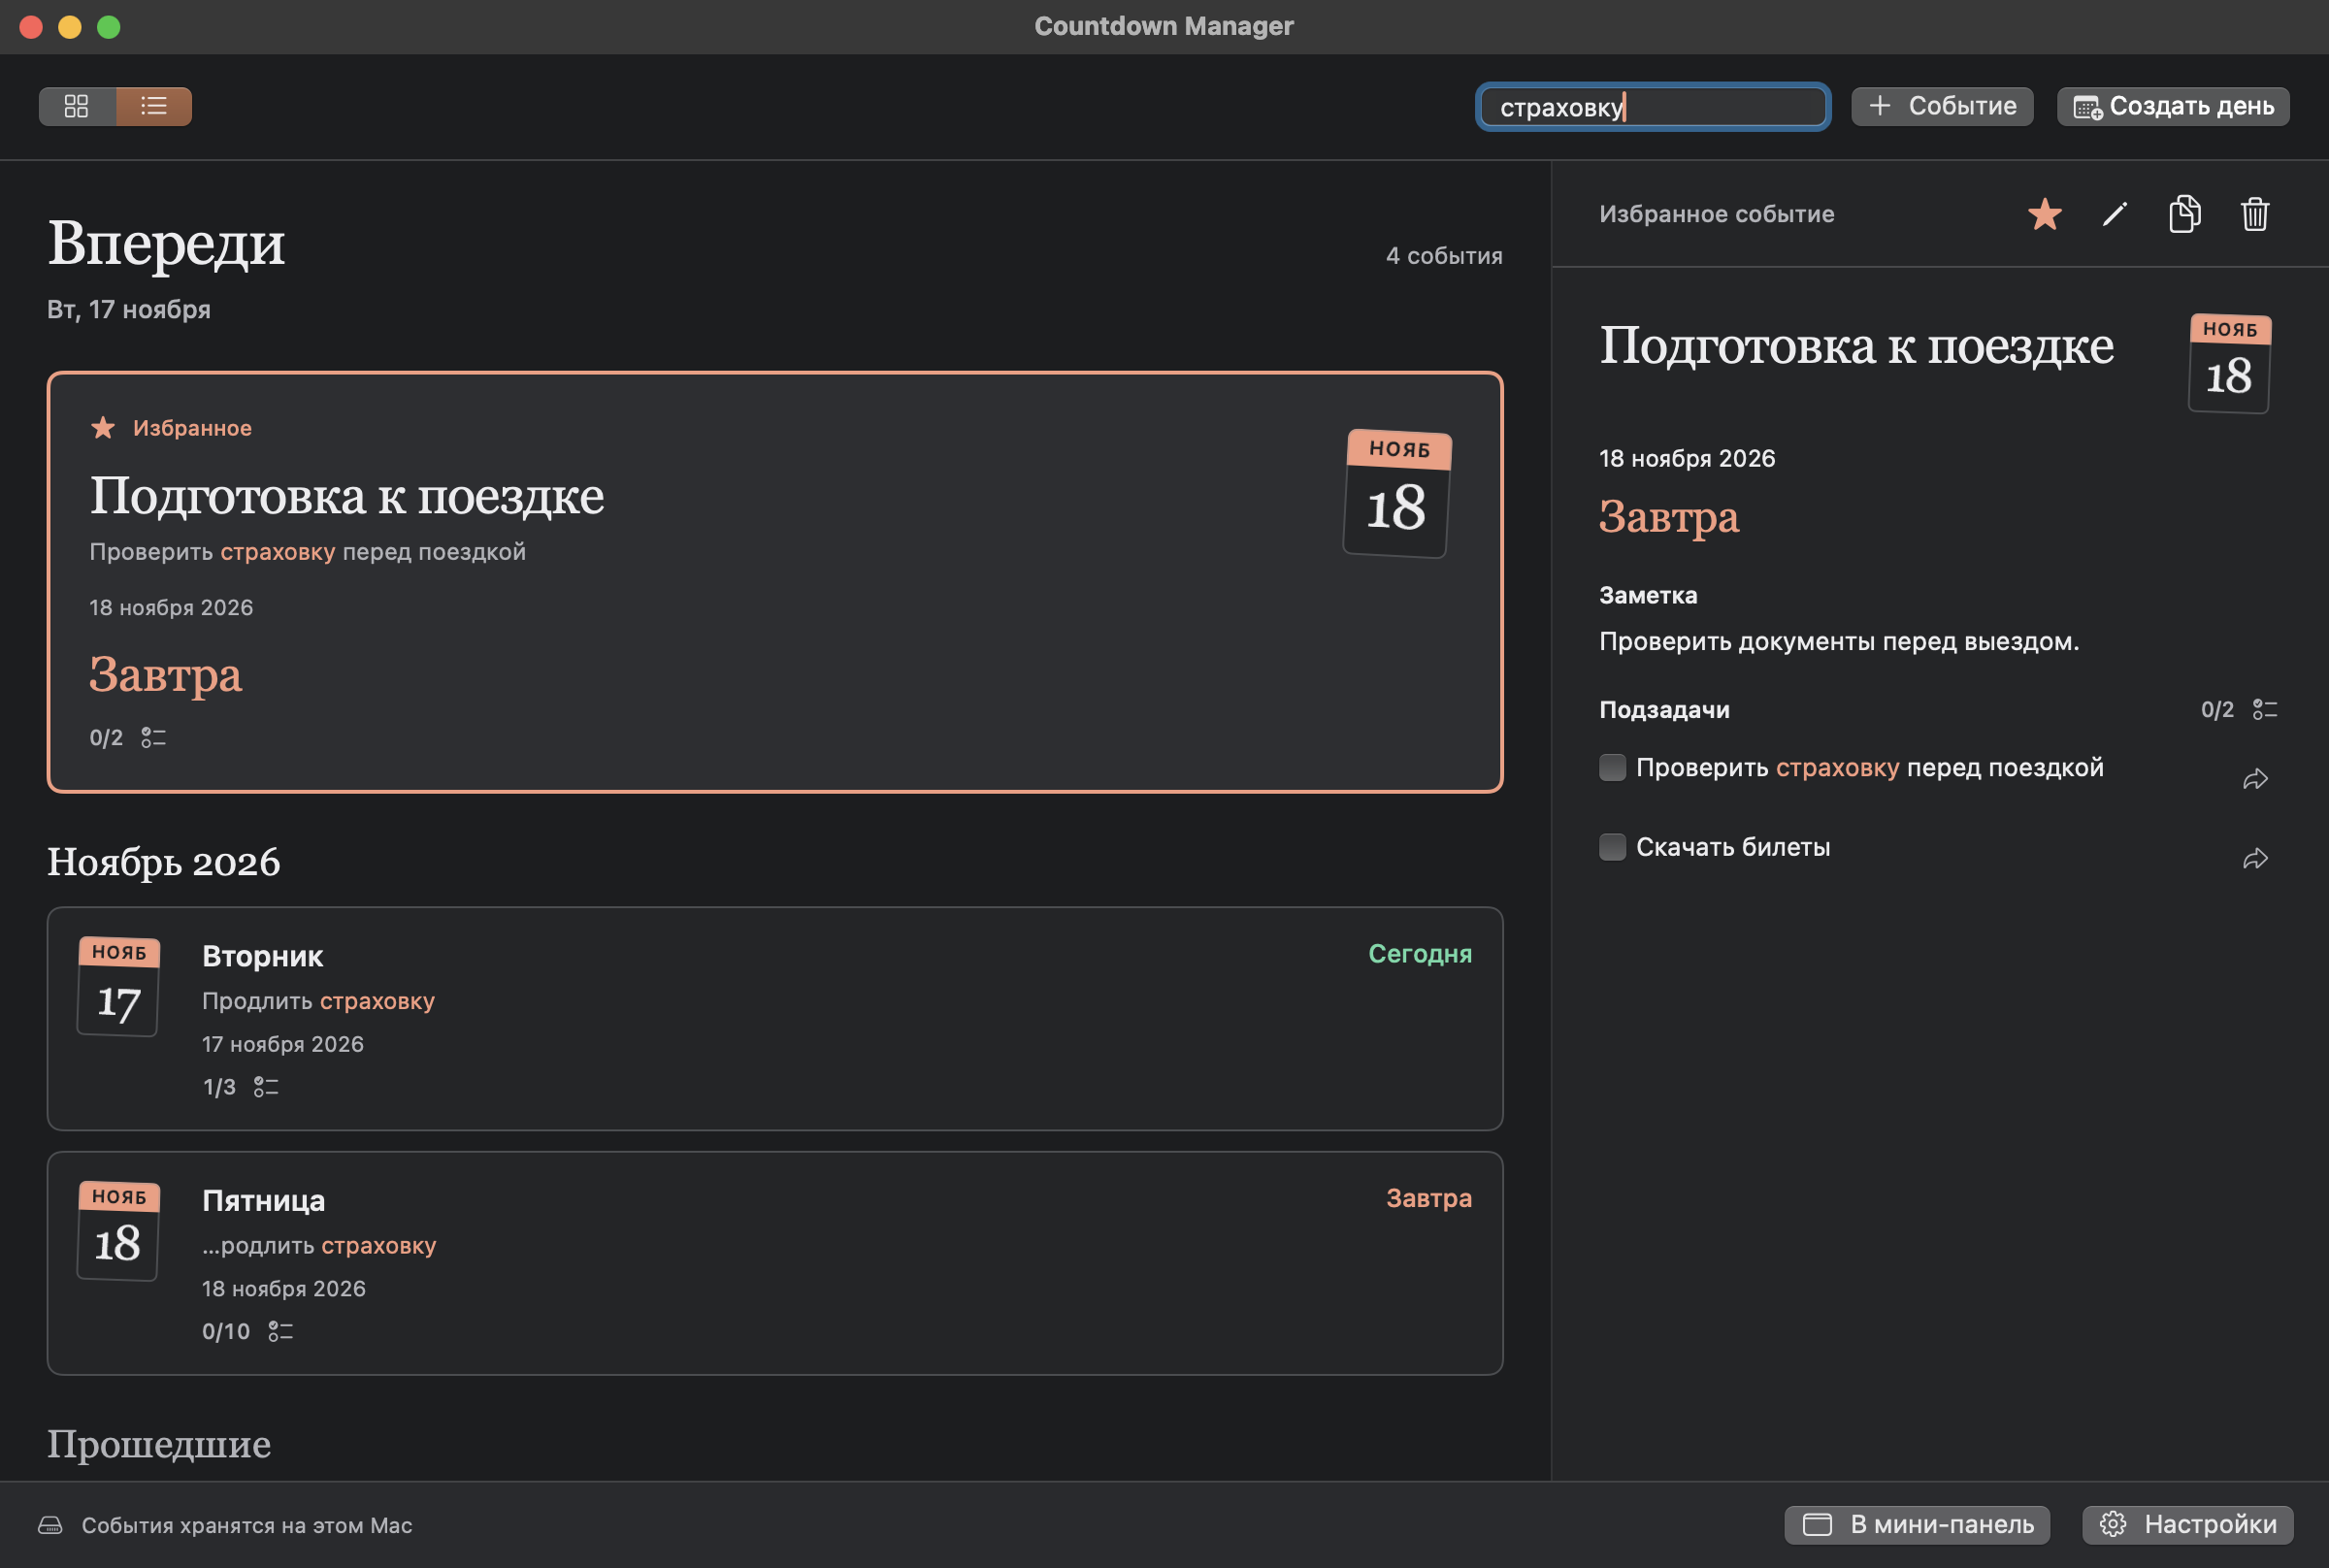 Countdown Manager
страховку
Событие
Создать день
Впереди
4 события
Вт, 17 ноября
Избранное
Подготовка к поездке
Проверить страховку перед поездкой
18 ноября 2026
Завтра
0/2
НОЯБ
18
Ноябрь 2026
НОЯБ
17
Вторник
Сегодня
Продлить страховку
17 ноября 2026
1/3
НОЯБ
18
Пятница
Завтра
...родлить страховку
18 ноября 2026
0/10
Прошедшие
Избранное событие
Подготовка к поездке
НОЯБ
18
18 ноября 2026
Завтра
Заметка
Проверить документы перед выездом.
Подзадачи
0/2
Проверить страховку перед поездкой
Скачать билеты
События хранятся на этом Mac
В мини-панель
Настройки